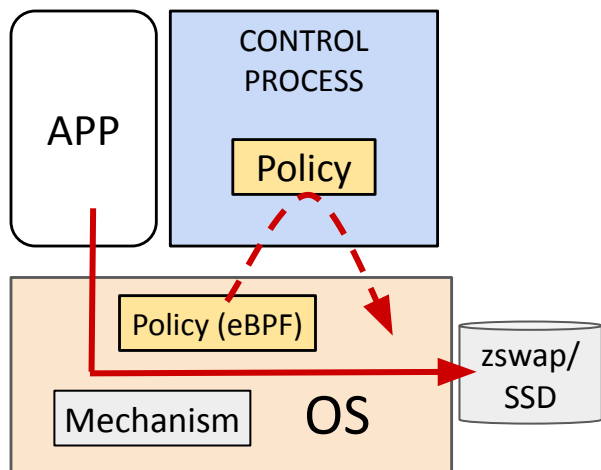 APP
CONTROL
PROCESS
Policy
Policy (eBPF)
zswap/
SSD
Mechanism
OS